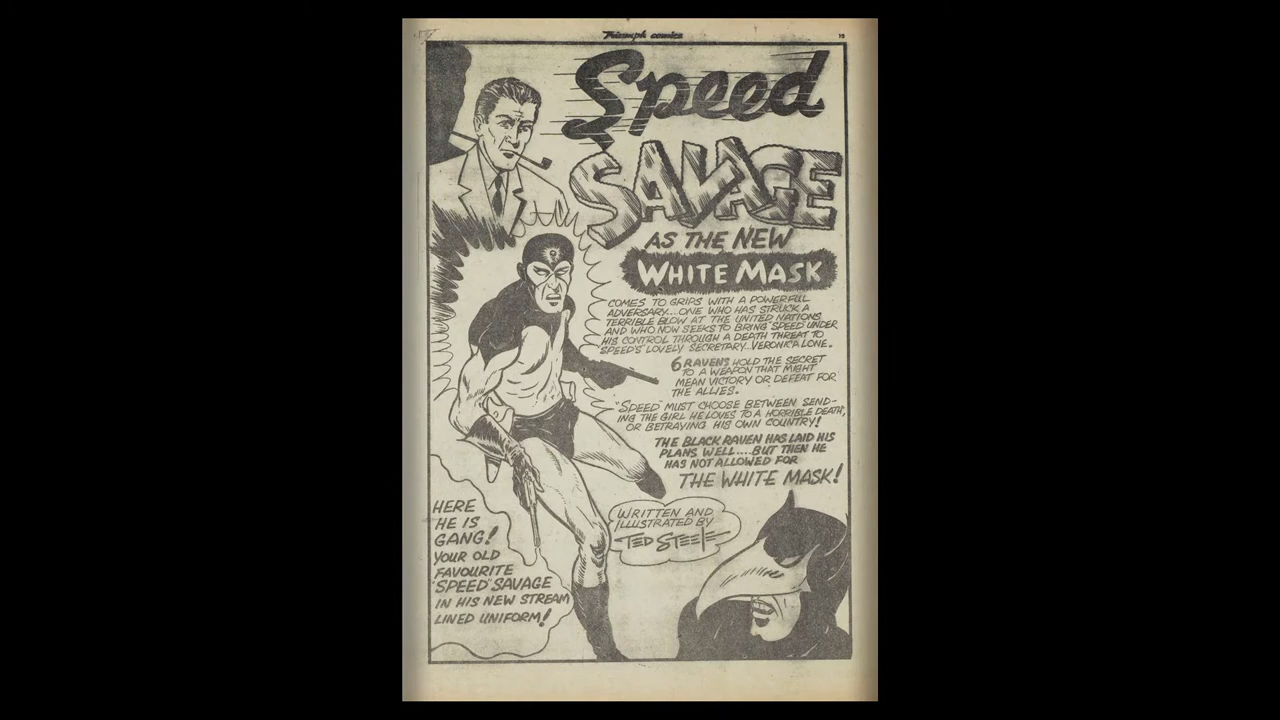 Triumph comics
Speed
SAVAGE
AS THE NEW
WHITE MASK
COMES TO GRIPS WITH A POWERFUL
ADVERSARY...ONE WHO HAS STRUCK A
TERRIBLE BLOW AT THE UNITED NATIONS
AND WHO NOW SEEKS TO BRING SPEED UNDER
HIS CONTROL THROUGH A DEATH THREAT TO
SPEED'S LOVELY SECRETARY..VERONICA LONE.
6 RAVENS HOLD THE SECRET
TO A WEAPON THAT MIGHT
MEAN VICTORY OR DEFEAT FOR
THE ALLIES.
"SPEED" MUST CHOOSE BETWEEN SEND-
ING THE GIRL HE LOVES TO A HORRIBLE DEATH,
OR BETRAYING HIS OWN COUNTRY!
THE BLACK RAVEN HAS LAID HIS
PLANS WELL....BUT THEN HE
HAS NOT ALLOWED FOR
THE WHITE MASK!
HERE
HE IS
GANG!
YOUR OLD
FAVOURITE
"SPEED" SAVAGE
IN HIS NEW STREAM
LINED UNIFORM!
WRITTEN AND
ILLUSTRATED BY
TED STEELE